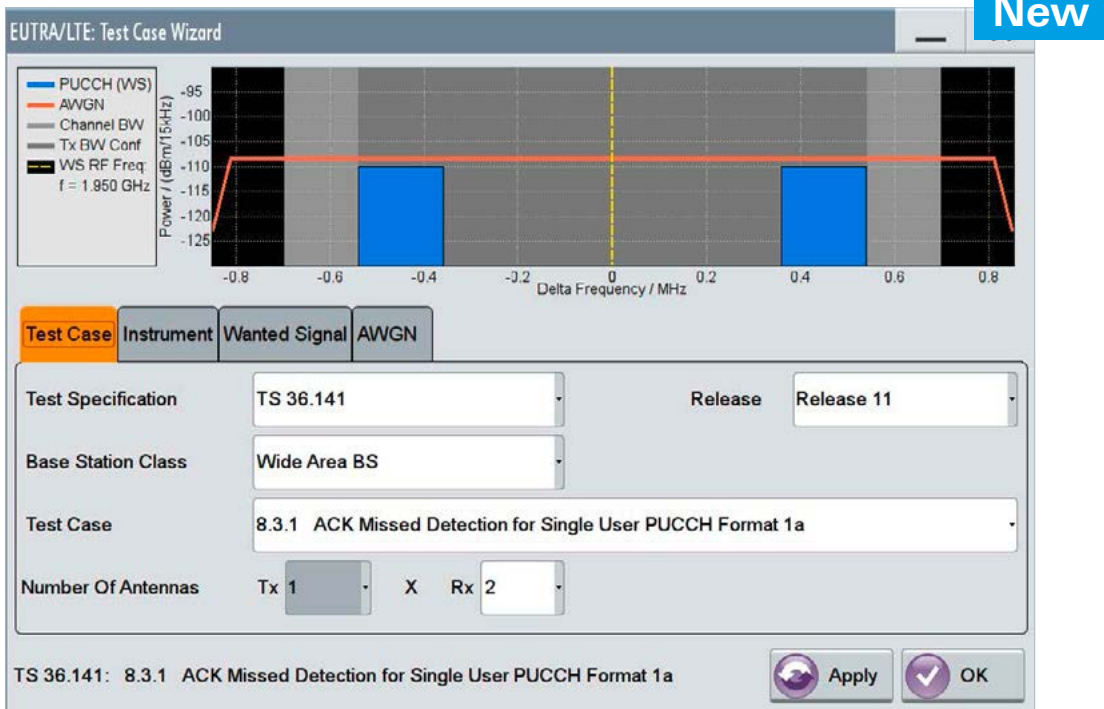 New
EUTRA/LTE: Test Case Wizard
PUCCH (WS)
AWGN
Channel BW
Tx BW Conf
WS RF Freq:
f = 1.950 GHz
Power / (dBm/15kHz)
-95
-100
-105
-110
-115
-120
-125
-0.8 -0.6 -0.4 -3.2 0 0.2 0.4 0.6 0.8
Delta Frequency / MHz
Test Case Instrument Wanted Signal AWGN
Test Specification TS 36.141 Release Release 11
Base Station Class Wide Area BS
Test Case 8.3.1 ACK Missed Detection for Single User PUCCH Format 1a
Number Of Antennas Tx 1 X Rx 2
TS 36.141: 8.3.1 ACK Missed Detection for Single User PUCCH Format 1a Apply OK